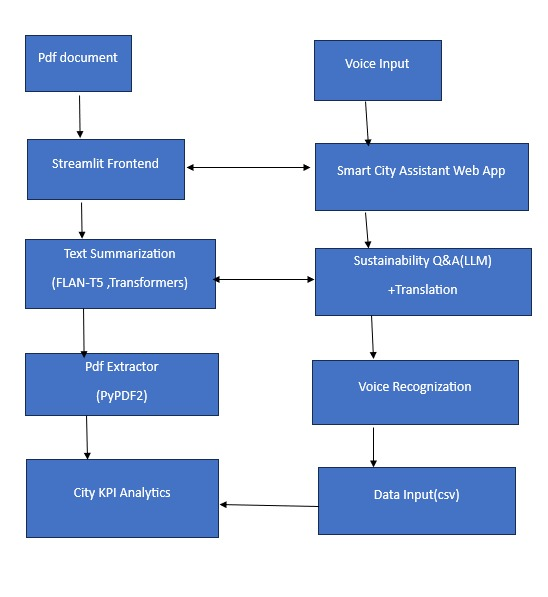 Pdf document
Voice Input
Streamlit Frontend
Smart City Assistant Web App
Text Summarization
(FLAN-T5 ,Transformers)
Sustainability Q&A(LLM)
+Translation
Pdf Extractor
(PyPDF2)
Voice Recognization
City KPI Analytics
Data Input(csv)